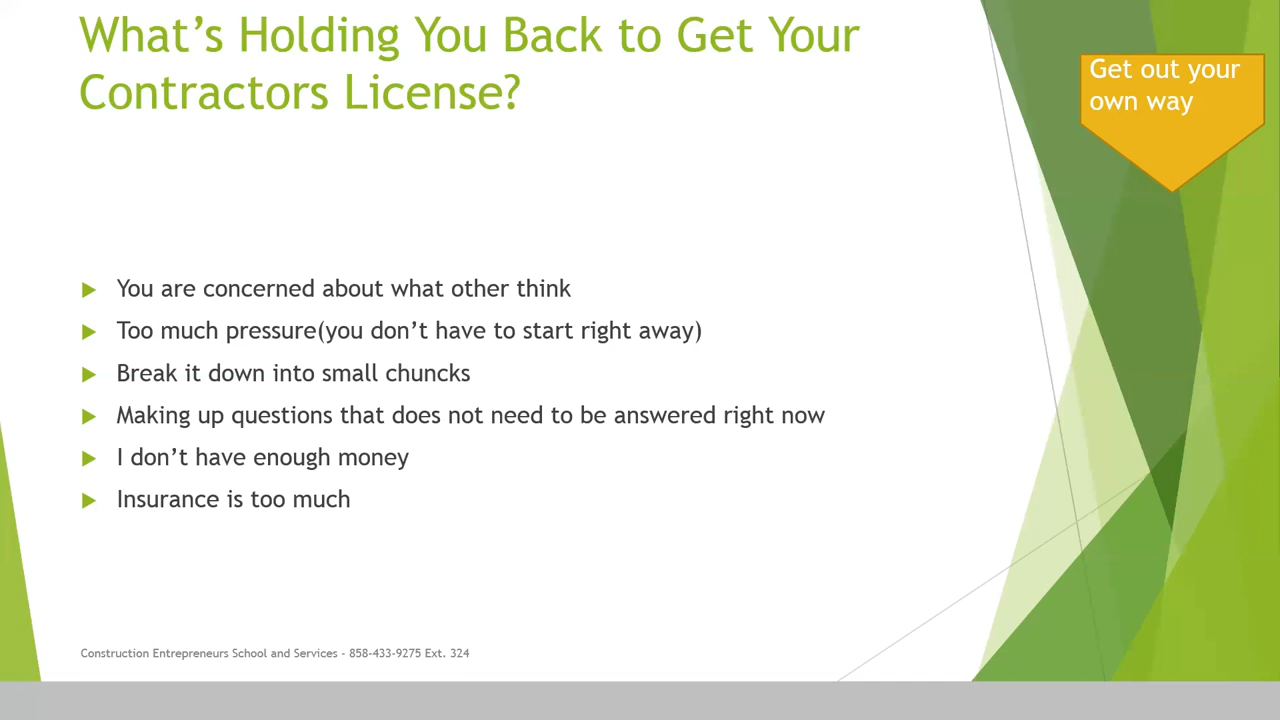 What’s Holding You Back to Get Your
Contractors License?
Get out your
own way
You are concerned about what other think
Too much pressure(you don’t have to start right away)
Break it down into small chuncks
Making up questions that does not need to be answered right now
I don’t have enough money
Insurance is too much
Construction Entrepreneurs School and Services - 858-433-9275 Ext. 324